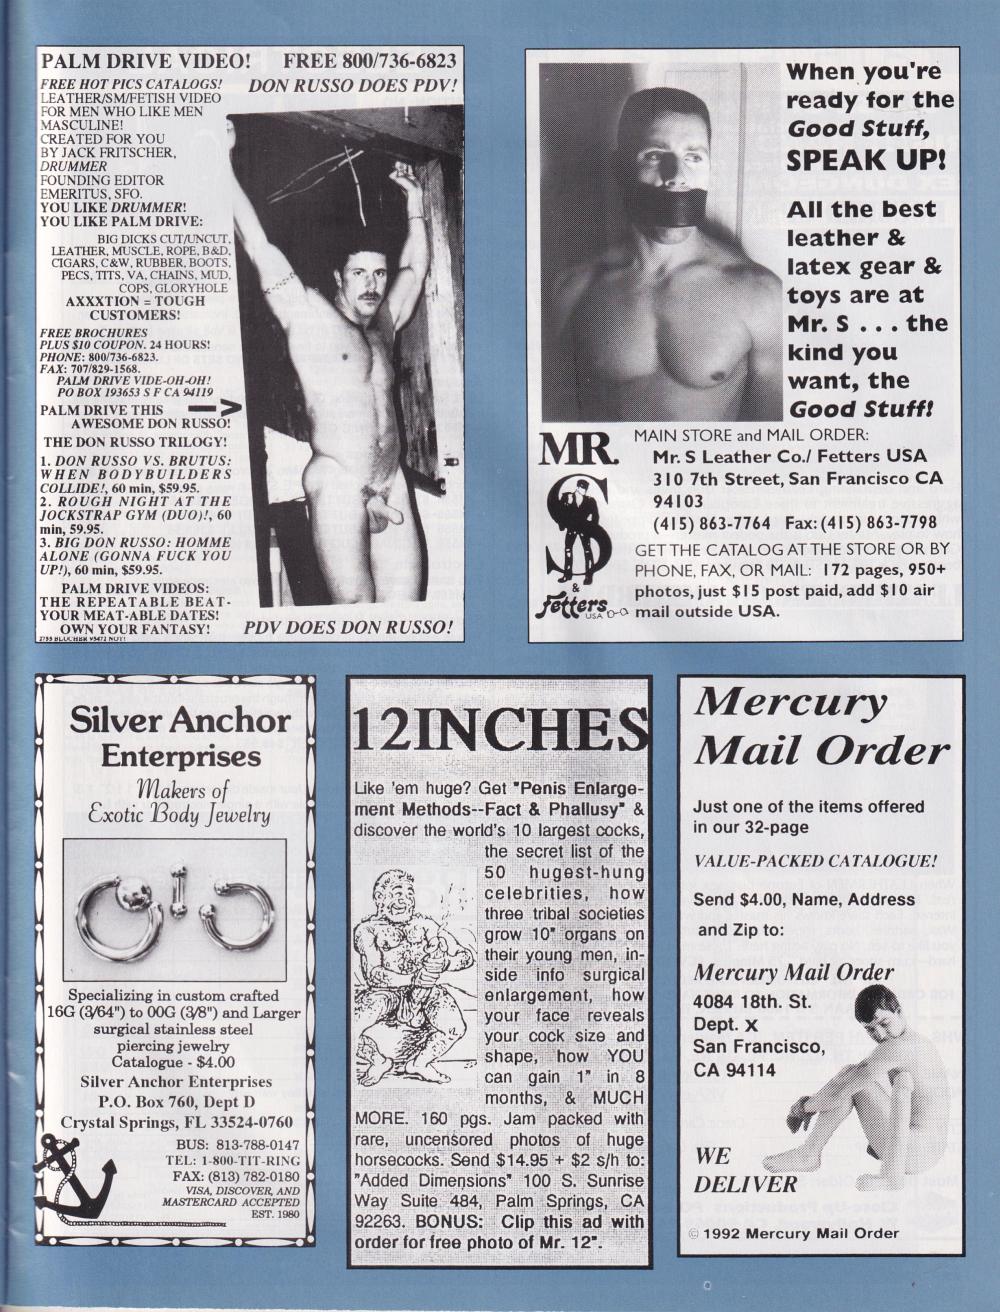 PALM DRIVE VIDEO! FREE 800/736-6823
FREE HOT PICS CATALOGS! DON RUSSO DOES PDV!
LEATHER/SM/FETISH VIDEO
FOR MEN WHO LIKE MEN
MASCULINE!
CREATED FOR YOU
BY JACK FRITSCHER,
DRUMMER
FOUNDING EDITOR
EMERITUS, SFO.
YOU LIKE DRUMMER!
YOU LIKE PALM DRIVE:
BIG DICKS CUT/UNCUT,
LEATHER, MUSCLE, ROPE, B&D,
CIGARS, C&W, RUBBER, BOOTS,
PECS, TITS, VA, CHAINS, MUD,
COPS, GLORYHOLE
AXXXTION = TOUGH
CUSTOMERS!
FREE BROCHURES
PLUS $10 COUPON. 24 HOURS!
PHONE: 800/736-6823.
FAX: 707/829-1568.
PALM DRIVE VIDE-OH-OH!
PO BOX 193653 S F CA 94119
PALM DRIVE THIS —>
AWESOME DON RUSSO!
THE DON RUSSO TRILOGY!
1. DON RUSSO VS. BRUTUS:
WHEN BODYBUILDERS
COLLIDE!, 60 min, $59.95.
2. ROUGH NIGHT AT THE
JOCKSTRAP GYM (DUO)!, 60
min, 59.95.
3. BIG DON RUSSO: HOMME
ALONE (GONNA FUCK YOU
UP!), 60 min, $59.95.
PALM DRIVE VIDEOS:
THE REPEATABLE BEAT-
YOUR MEAT-ABLE DATES!
OWN YOUR FANTASY!
PDV DOES DON RUSSO!
When you're
ready for the
Good Stuff,
SPEAK UP!
All the best
leather &
latex gear &
toys are at
Mr. S . . . the
kind you
want, the
Good Stuff!
MR.
S
&
Fetters
USA
MAIN STORE and MAIL ORDER:
Mr. S Leather Co./ Fetters USA
310 7th Street, San Francisco CA
94103
(415) 863-7764 Fax: (415) 863-7798
GET THE CATALOG AT THE STORE OR BY
PHONE, FAX, OR MAIL: 172 pages, 950+
photos, just $15 post paid, add $10 air
mail outside USA.
Silver Anchor
Enterprises
Makers of
Exotic Body Jewelry
Specializing in custom crafted
16G (3/64") to 00G (3/8") and Larger
surgical stainless steel
piercing jewelry
Catalogue - $4.00
Silver Anchor Enterprises
P.O. Box 760, Dept D
Crystal Springs, FL 33524-0760
BUS: 813-788-0147
TEL: 1-800-TIT-RING
FAX: (813) 782-0180
VISA, DISCOVER, AND
MASTERCARD ACCEPTED
EST. 1980
12INCHES
Like 'em huge? Get "Penis Enlarge-
ment Methods--Fact & Phallusy" &
discover the world's 10 largest cocks,
the secret list of the
50 hugest-hung
celebrities, how
three tribal societies
grow 10" organs on
their young men, in-
side info surgical
enlargement, how
your face reveals
your cock size and
shape, how YOU
can gain 1" in 8
months, & MUCH
MORE. 160 pgs. Jam packed with
rare, uncensored photos of huge
horsecocks. Send $14.95 + $2 s/h to:
"Added Dimensions" 100 S. Sunrise
Way Suite 484, Palm Springs, CA
92263. BONUS: Clip this ad with
order for free photo of Mr. 12".
Mercury
Mail Order
Just one of the items offered
in our 32-page
VALUE-PACKED CATALOGUE!
Send $4.00, Name, Address
and Zip to:
Mercury Mail Order
4084 18th. St.
Dept. X
San Francisco,
CA 94114
WE
DELIVER
© 1992 Mercury Mail Order